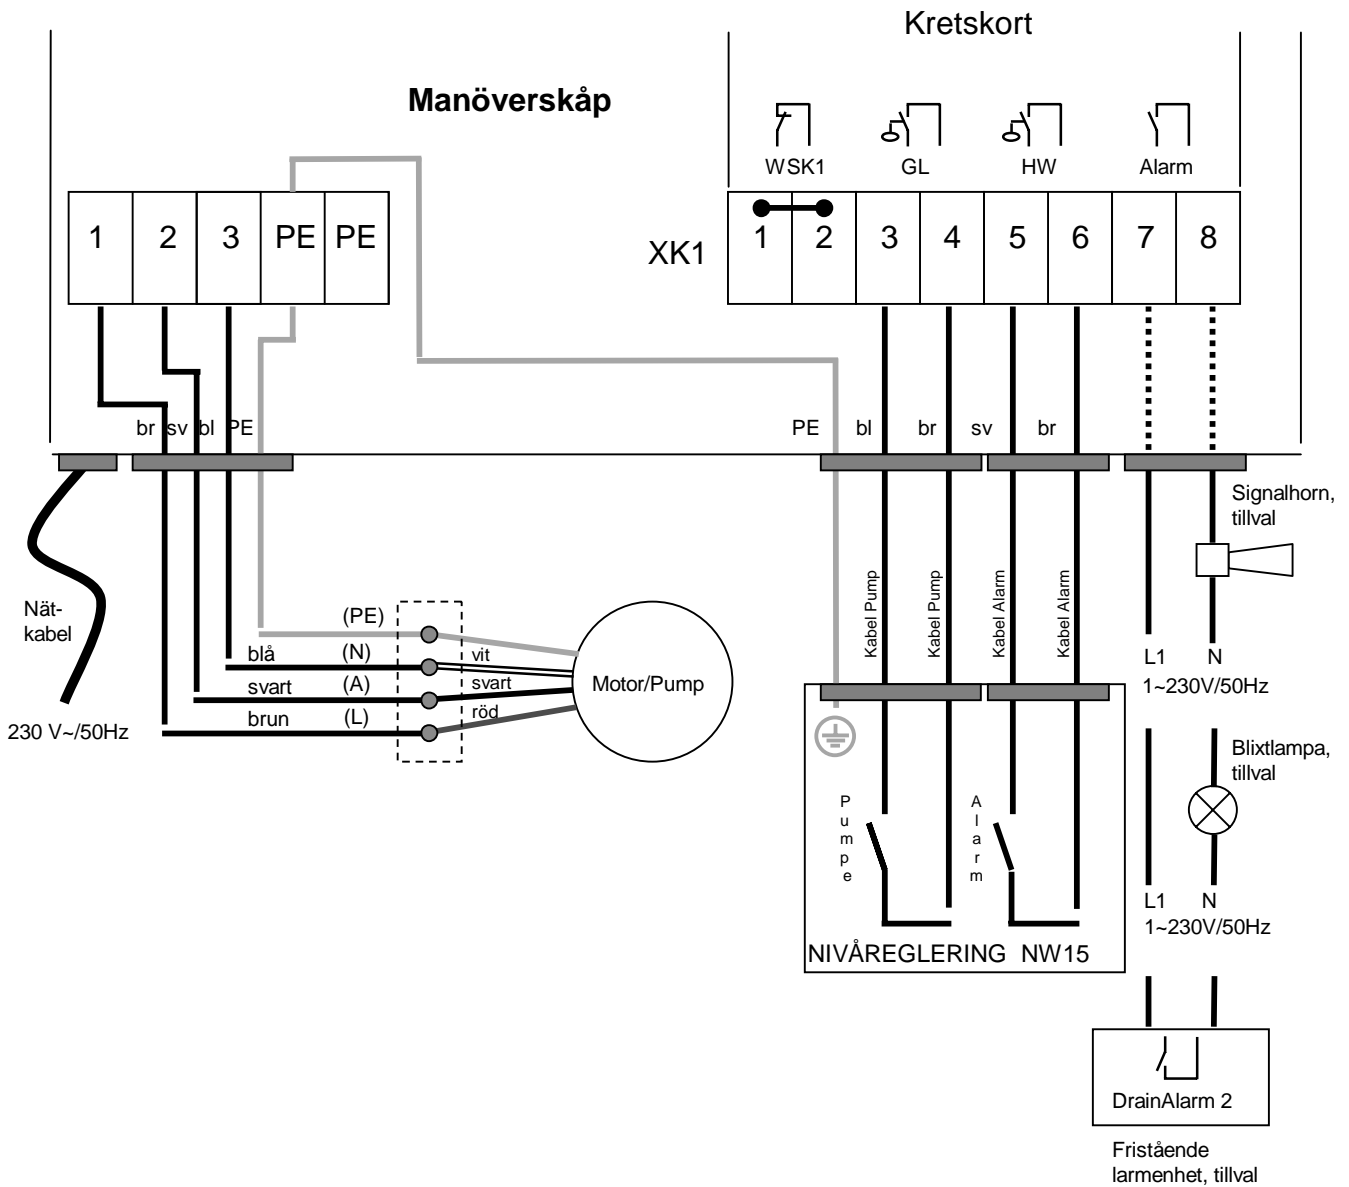 Kretskort
Manöverskåp
WSK1 GL HW Alarm
1 2 3 PE PE
XK1
1 2 3 4 5 6 7 8
br sv bl PE
PE bl br sv br
Signalhorn,
tillval
Kabel Pump
Kabel Pump
Kabel Alarm
Kabel Alarm
Nät-
kabel
230 V~/50Hz
(PE)
blå (N) vit
svart (A) svart
brun (L) röd
Motor/Pump
L1 N
1~230V/50Hz
Blixtlampa,
tillval
Pumpe
Alarm
L1 N
1~230V/50Hz
NIVÅREGLERING NW15
DrainAlarm 2
Fristående
larmenhet, tillval